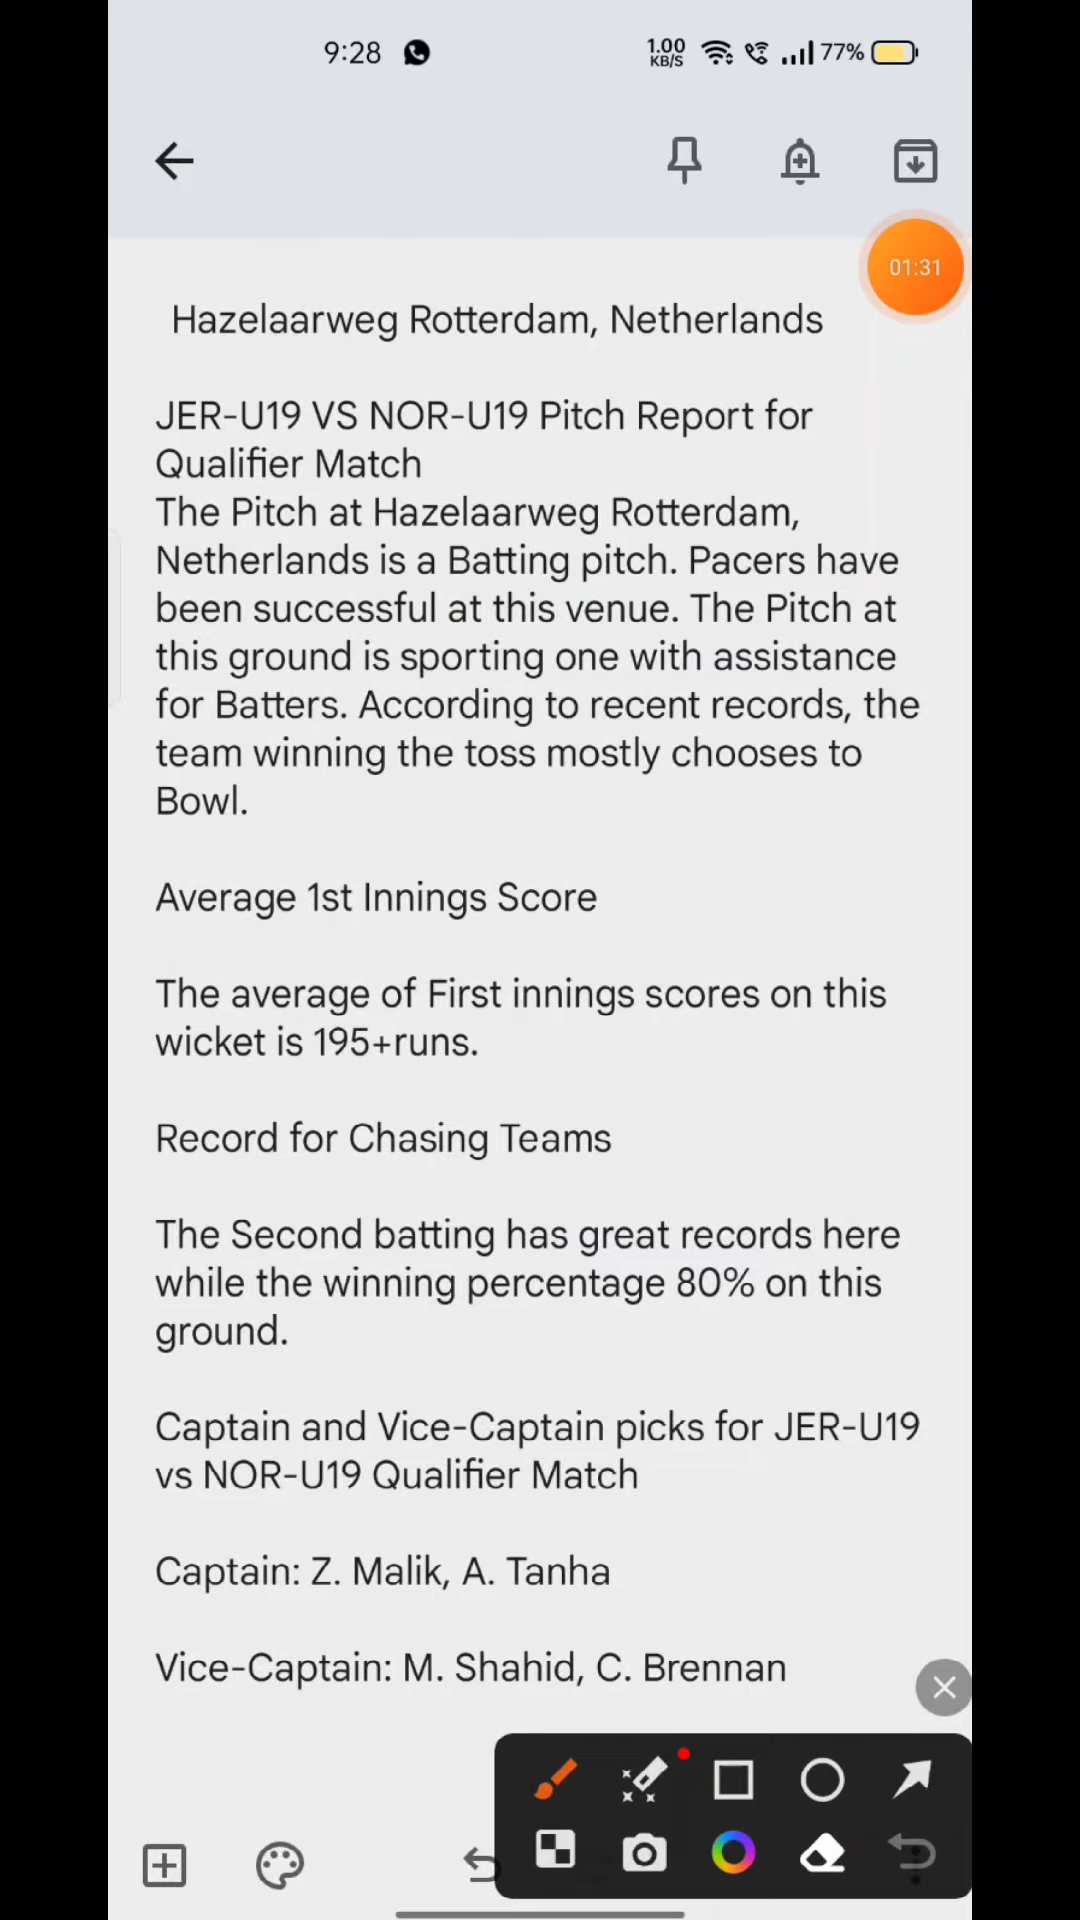 9:28
1.00
KB/S
77%
01:31
Hazelaarweg Rotterdam, Netherlands
JER-U19 VS NOR-U19 Pitch Report for
Qualifier Match
The Pitch at Hazelaarweg Rotterdam,
Netherlands is a Batting pitch. Pacers have
been successful at this venue. The Pitch at
this ground is sporting one with assistance
for Batters. According to recent records, the
team winning the toss mostly chooses to
Bowl.
Average 1st Innings Score
The average of First innings scores on this
wicket is 195+runs.
Record for Chasing Teams
The Second batting has great records here
while the winning percentage 80% on this
ground.
Captain and Vice-Captain picks for JER-U19
vs NOR-U19 Qualifier Match
Captain: Z. Malik, A. Tanha
Vice-Captain: M. Shahid, C. Brennan